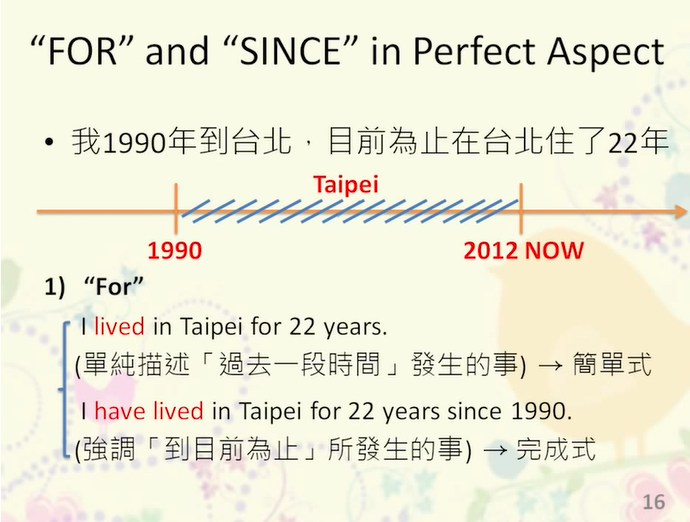 “FOR” and “SINCE” in Perfect Aspect
• 我1990年到台北，目前為止在台北住了22年
Taipei
1990
2012 NOW
1) “For”
I lived in Taipei for 22 years.
(單純描述「過去一段時間」發生的事) → 簡單式
I have lived in Taipei for 22 years since 1990.
(強調「到目前為止」所發生的事) → 完成式
16